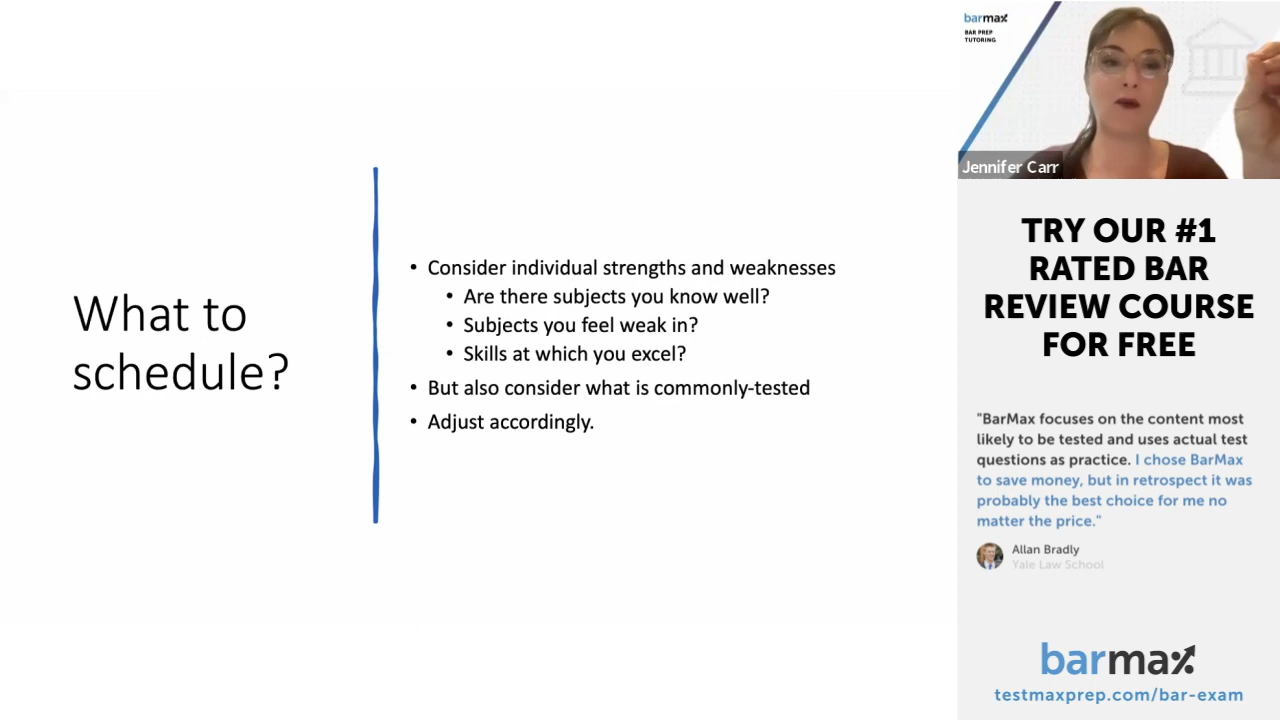 What to
schedule?
• Consider individual strengths and weaknesses
• Are there subjects you know well?
• Subjects you feel weak in?
• Skills at which you excel?
• But also consider what is commonly-tested
• Adjust accordingly.
barmax
BAR PREP
TUTORING
Jennifer Carr
TRY OUR #1
RATED BAR
REVIEW COURSE
FOR FREE
"BarMax focuses on the content most
likely to be tested and uses actual test
questions as practice. I chose BarMax
to save money, but in retrospect it was
probably the best choice for me no
matter the price."
Allan Bradly
Yale Law School
barmax
testmaxprep.com/bar-exam